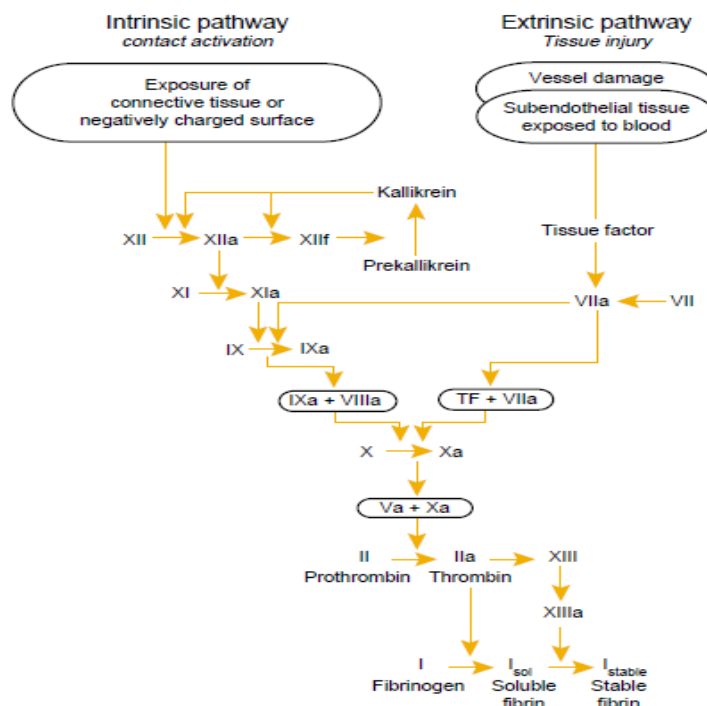 Intrinsic pathway
contact activation
Extrinsic pathway
Tissue injury
Exposure of
connective tissue or
negatively charged surface
Vessel damage
Subendothelial tissue
exposed to blood
Kallikrein
XII
XIIa
XIIf
Prekallikrein
Tissue factor
XI
XIa
VIIa
VII
IX
IXa
IXa + VIIIa
TF + VIIa
X
Xa
Va + Xa
II
Prothrombin
IIa
Thrombin
XIII
XIIIa
I
Fibrinogen
Isol
Soluble
fibrin
Istable
Stable
fibrin